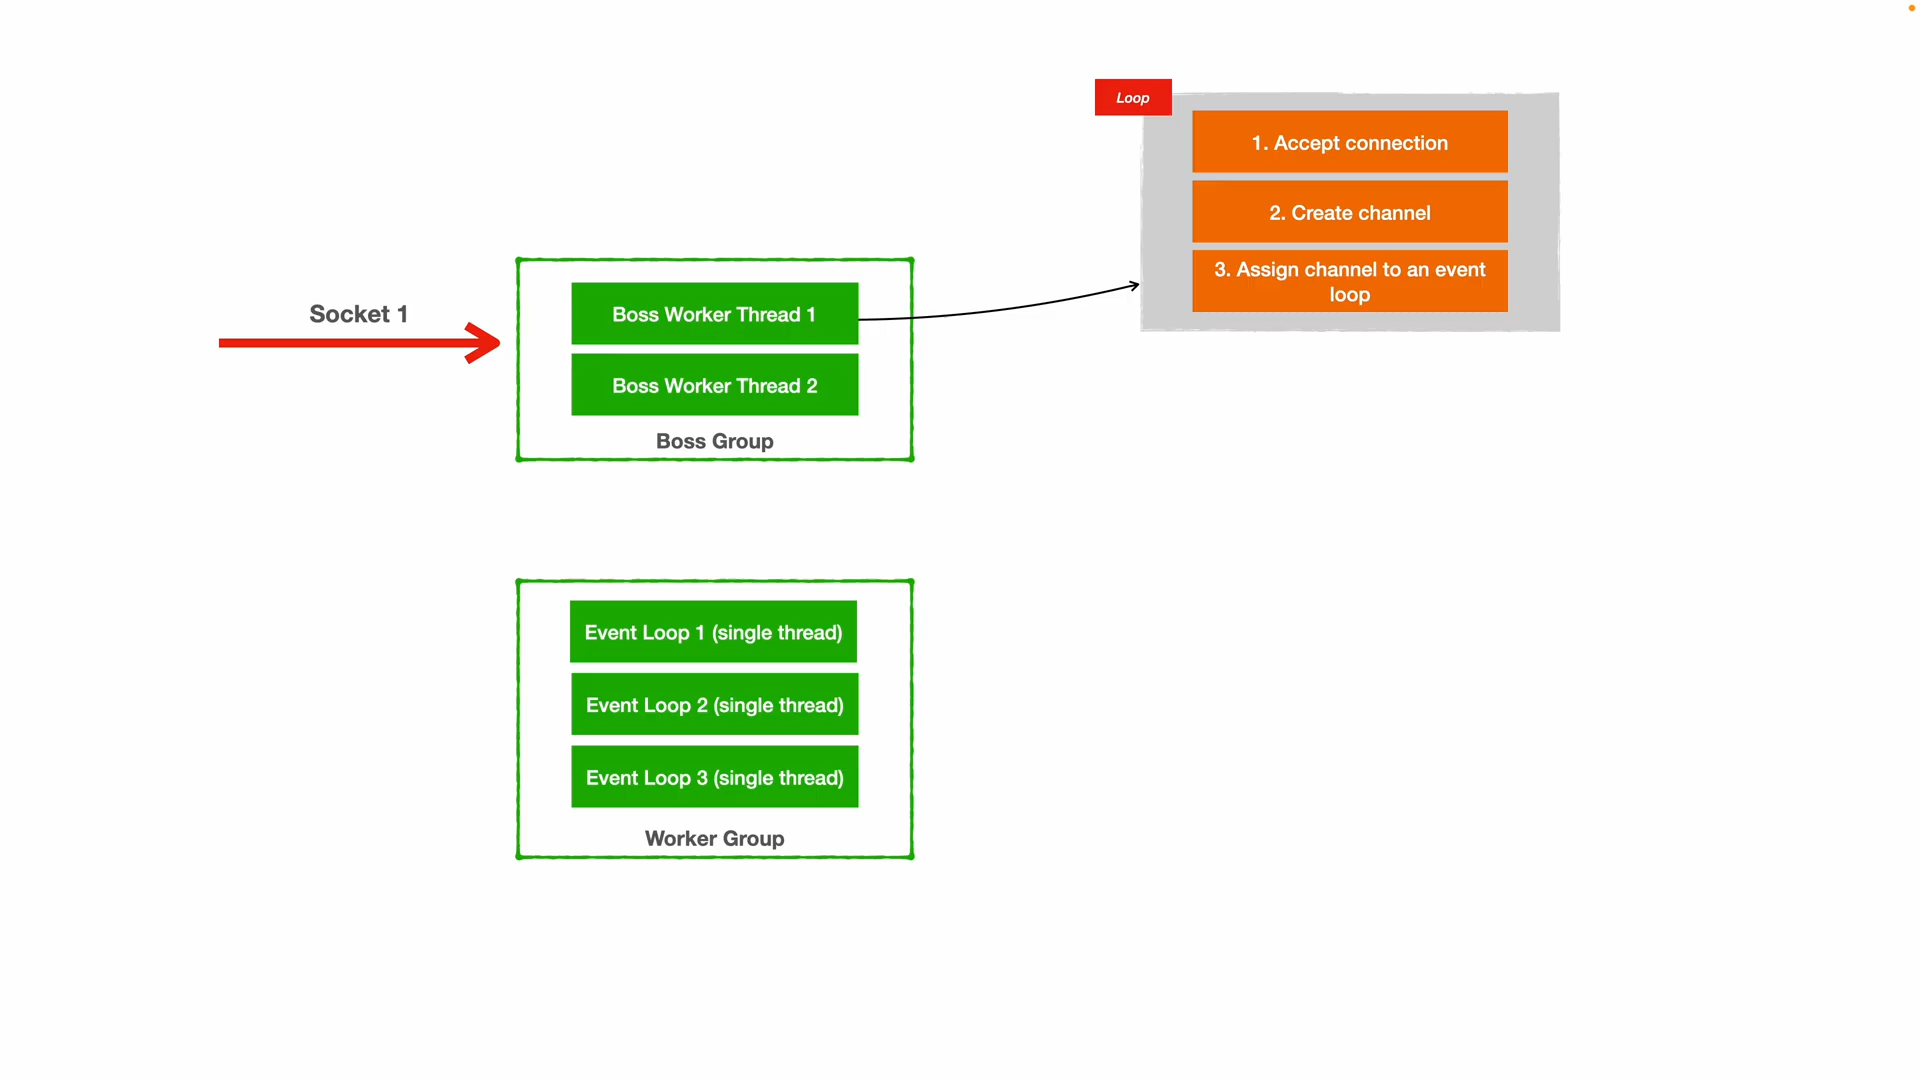 Loop
1. Accept connection
2. Create channel
3. Assign channel to an event
loop
Socket 1
Boss Worker Thread 1
Boss Worker Thread 2
Boss Group
Event Loop 1 (single thread)
Event Loop 2 (single thread)
Event Loop 3 (single thread)
Worker Group